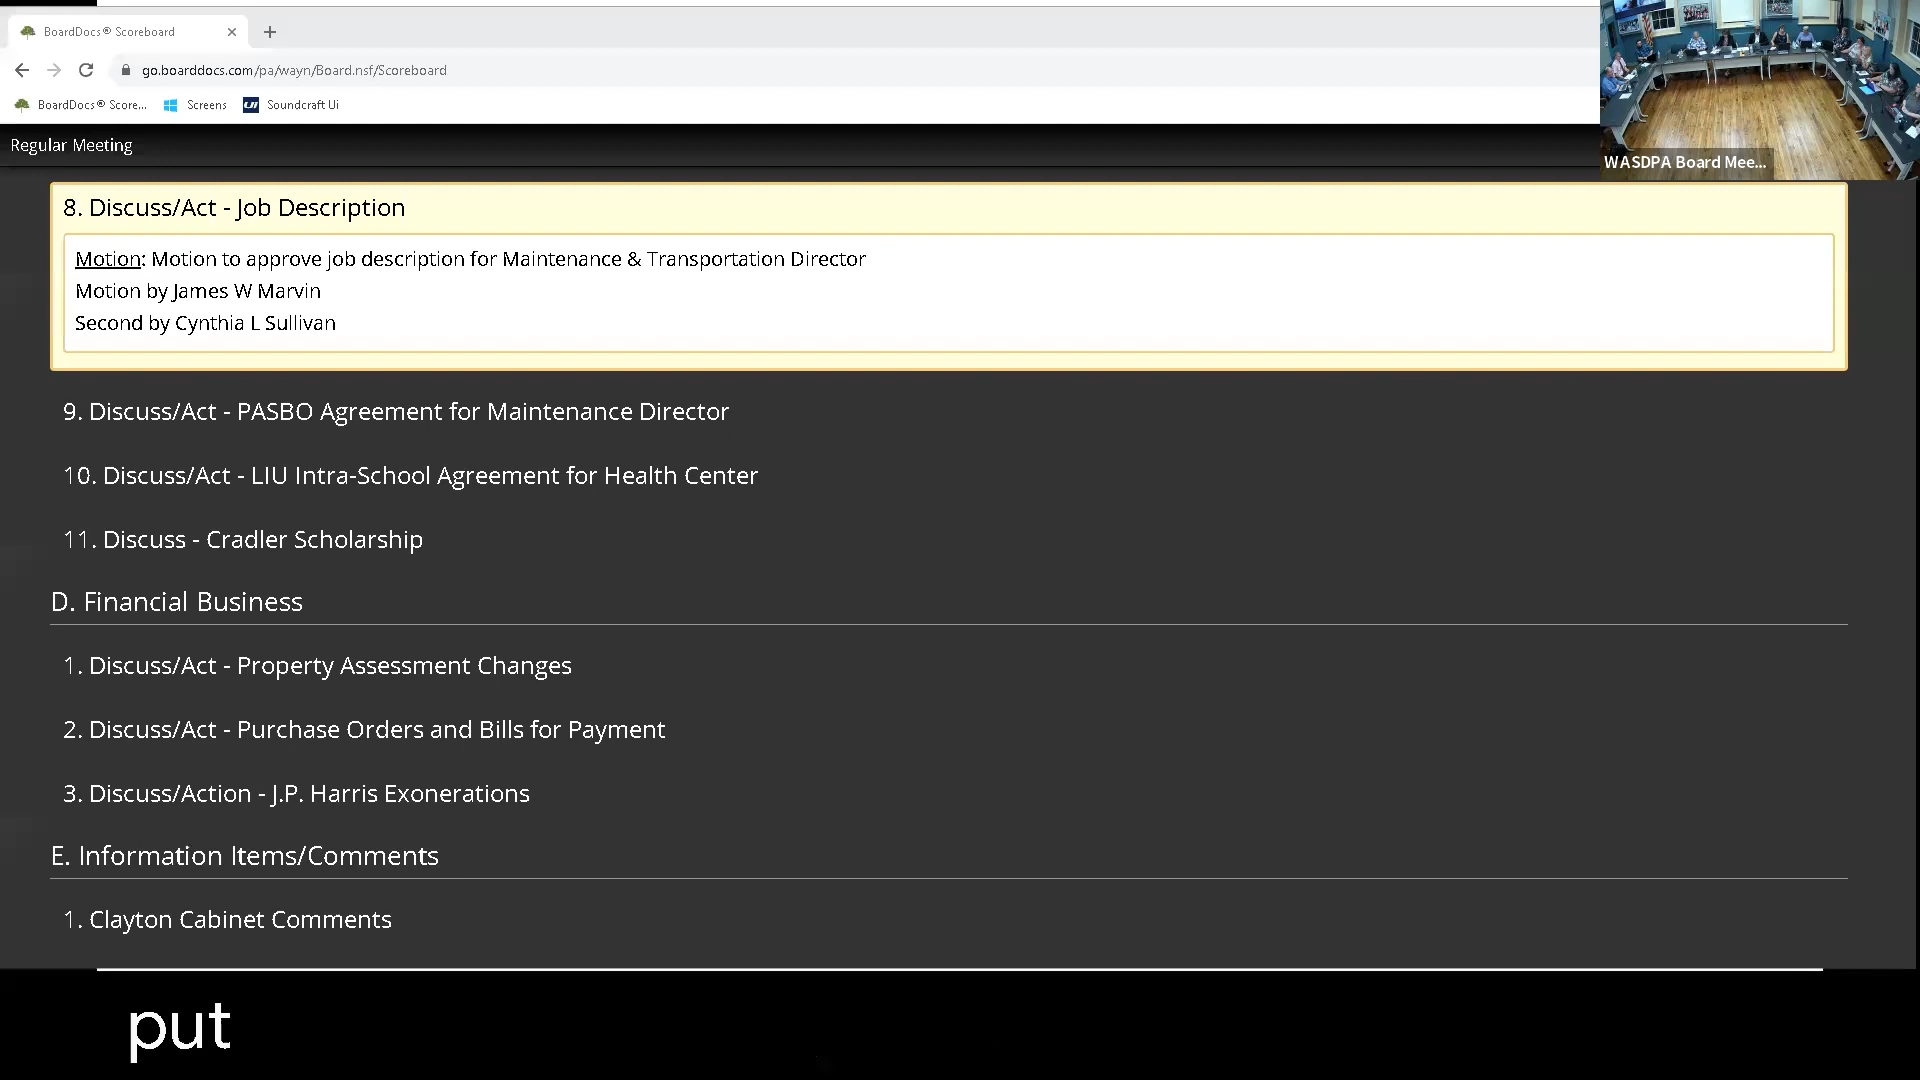 BoardDocs® Scoreboard
go.boarddocs.com/pa/wayn/Board.nsf/Scoreboard
BoardDocs® Score... Screens Soundcraft Ui
Regular Meeting
WASDPA Board Mee...
8. Discuss/Act - Job Description
Motion: Motion to approve job description for Maintenance & Transportation Director
Motion by James W Marvin
Second by Cynthia L Sullivan
9. Discuss/Act - PASBO Agreement for Maintenance Director
10. Discuss/Act - LIU Intra-School Agreement for Health Center
11. Discuss - Cradler Scholarship
D. Financial Business
1. Discuss/Act - Property Assessment Changes
2. Discuss/Act - Purchase Orders and Bills for Payment
3. Discuss/Action - J.P. Harris Exonerations
E. Information Items/Comments
1. Clayton Cabinet Comments
put